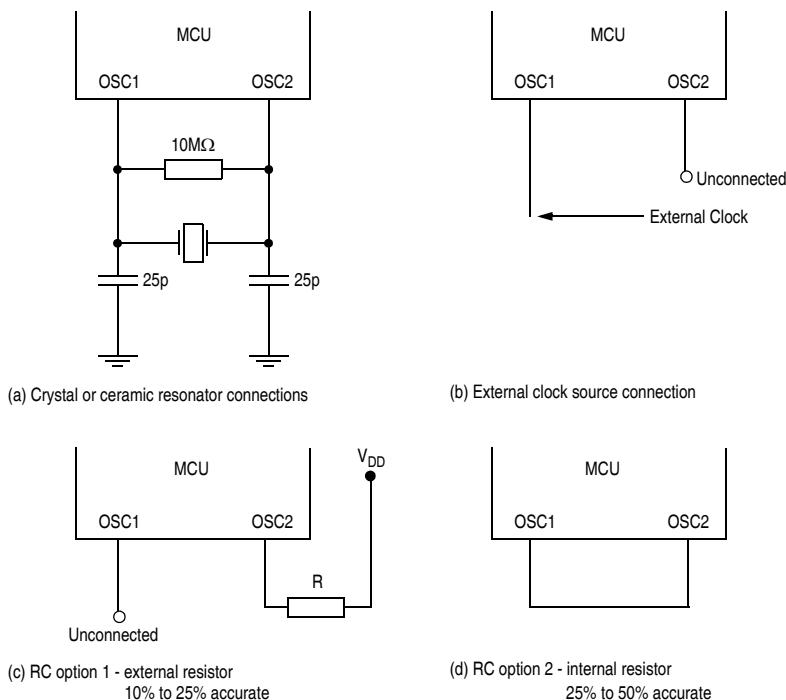 MCU
OSC1 OSC2
10MΩ
25p 25p
(a) Crystal or ceramic resonator connections
MCU
OSC1 OSC2
Unconnected
External Clock
(b) External clock source connection
MCU
OSC1 OSC2
VDD
R
Unconnected
(c) RC option 1 - external resistor
10% to 25% accurate
MCU
OSC1 OSC2
(d) RC option 2 - internal resistor
25% to 50% accurate